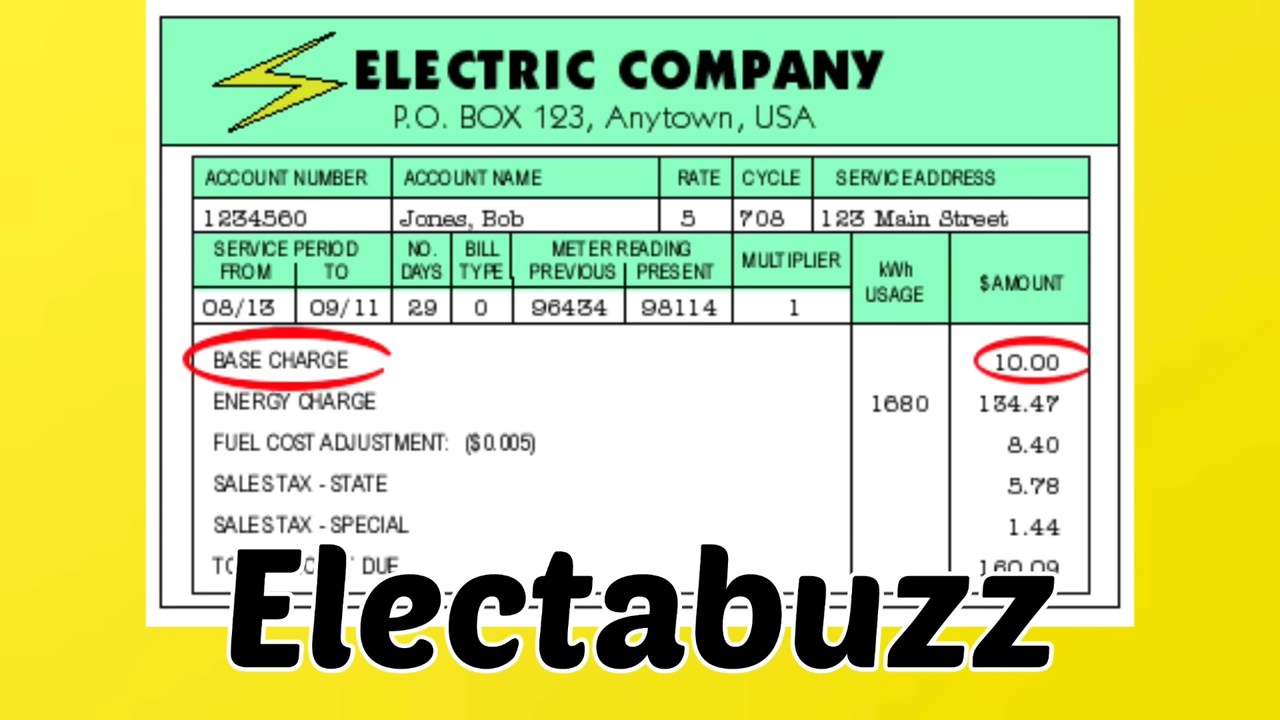 ELECTRIC COMPANY
P.O. BOX 123, Anytown, USA
ACCOUNT NUMBER ACCOUNT NAME RATE CYCLE SERVICE ADDRESS
1234560 Jones, Bob 5 708 123 Main Street
SERVICE PERIOD NO. BILL METER READING MULTIPLIER kWh $ AMOUNT
FROM TO DAYS TYPE PREVIOUS PRESENT USAGE
08/13 09/11 29 0 96434 98114 1
BASE CHARGE 10.00
ENERGY CHARGE 1680 134.47
FUEL COST ADJUSTMENT: ($0.005) 8.40
SALES TAX - STATE 5.78
SALES TAX - SPECIAL 1.44
DUE 160.09
Electabuzz